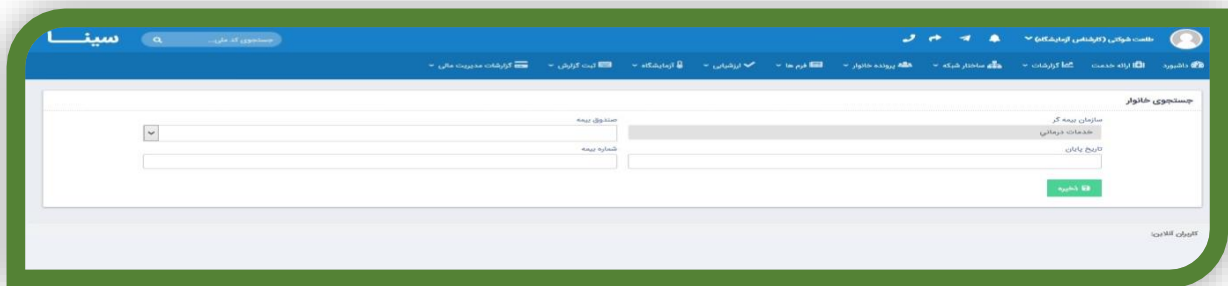 طلعت شوکتی (کارشناس آزمایشگاه)
جستجوی کد ملی...
سینا
داشبورد ارائه خدمت گزارشات ساختار شبکه پرونده خانوار فرم ها ارزشیابی آزمایشگاه ثبت گزارش گزارشات مدیریت مالی
جستجوی خانوار
سازمان بیمه گر صندوق بیمه
خدمات درمانی
تاریخ پایان شماره بیمه
ذخیره
کاربران آنلاین: